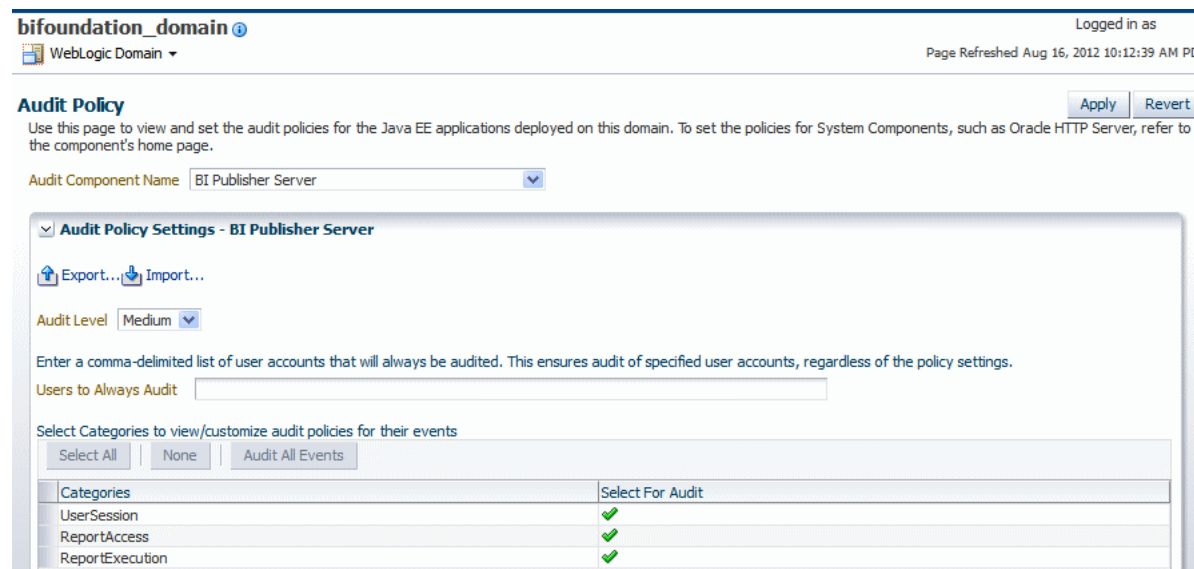 bifoundation_domain
Logged in as
WebLogic Domain
Page Refreshed Aug 16, 2012 10:12:39 AM
Audit Policy
Apply
Revert
Use this page to view and set the audit policies for the Java EE applications deployed on this domain. To set the policies for System Components, such as Oracle HTTP Server, refer to
the component's home page.
Audit Component Name BI Publisher Server
Audit Policy Settings - BI Publisher Server
Export... Import...
Audit Level Medium
Enter a comma-delimited list of user accounts that will always be audited. This ensures audit of specified user accounts, regardless of the policy settings.
Users to Always Audit
Select Categories to view/customize audit policies for their events
Select All None Audit All Events
Categories Select For Audit
UserSession
ReportAccess
ReportExecution